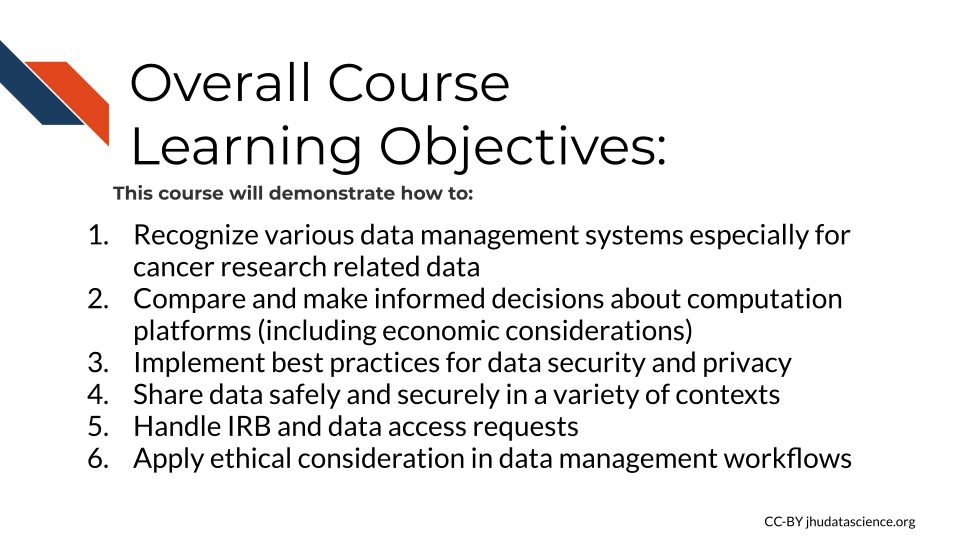 Overall Course
Learning Objectives:
This course will demonstrate how to:
1. Recognize various data management systems especially for
cancer research related data
2. Compare and make informed decisions about computation
platforms (including economic considerations)
3. Implement best practices for data security and privacy
4. Share data safely and securely in a variety of contexts
5. Handle IRB and data access requests
6. Apply ethical consideration in data management workflows
CC-BY jhudatascience.org